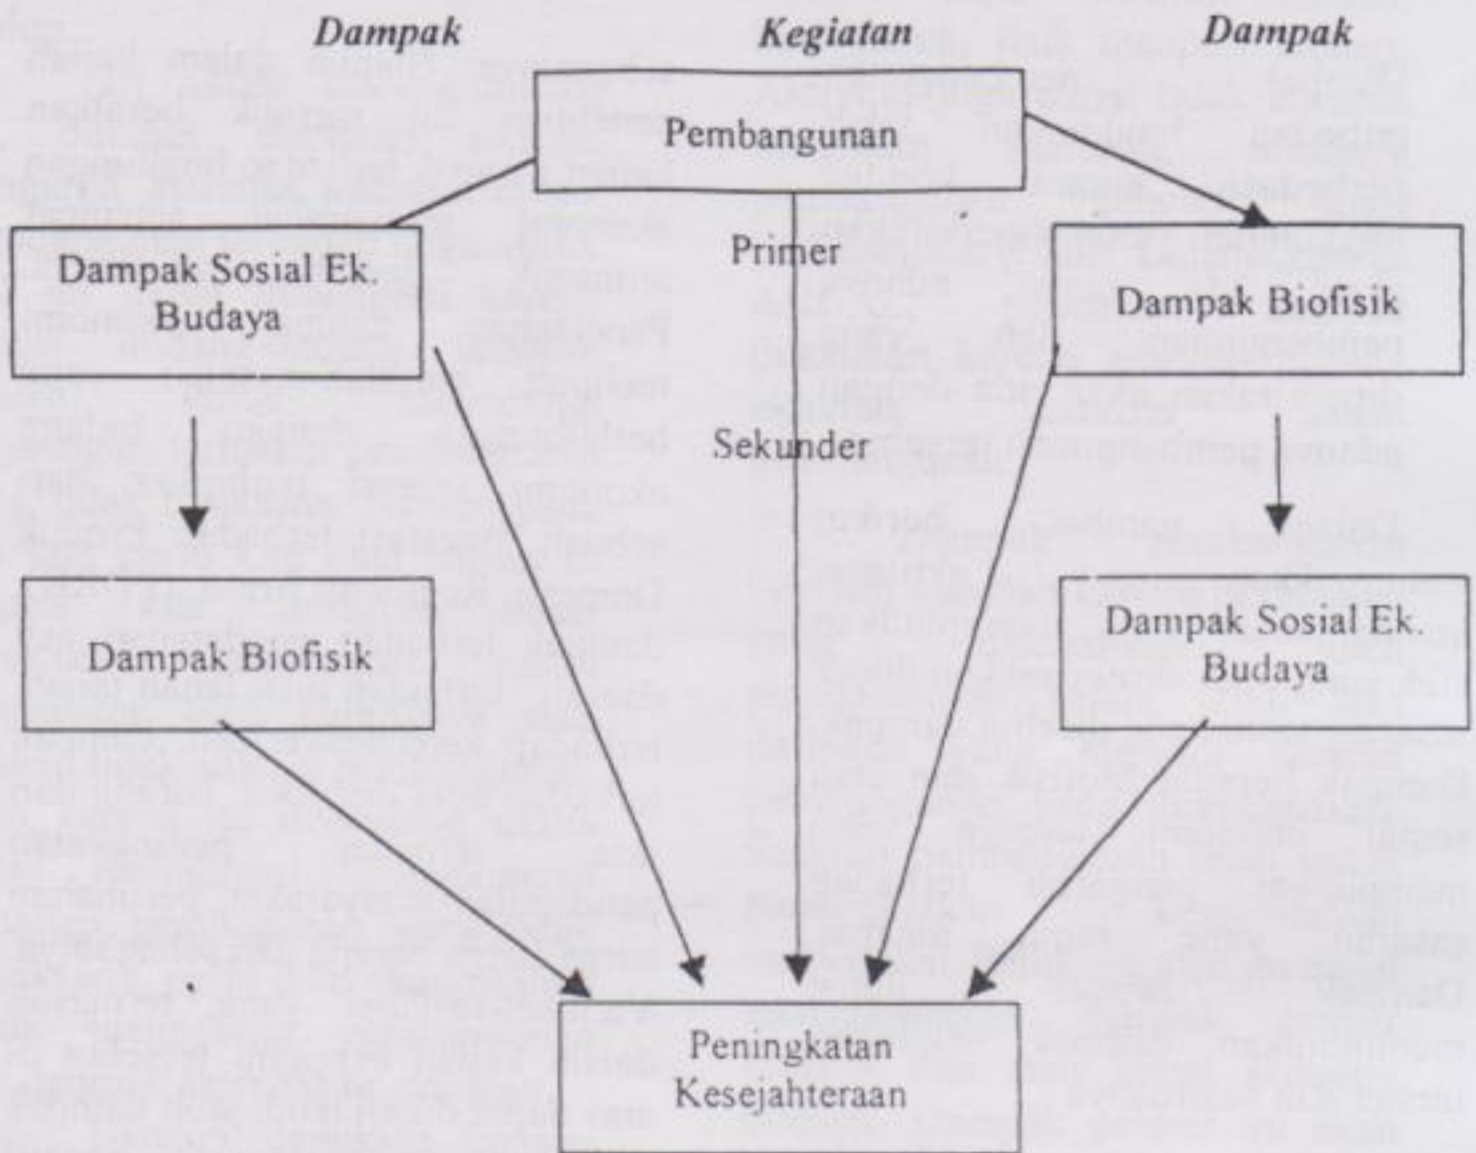 Dampak Kegiatan Dampak
Pembangunan
Primer
Dampak Sosial Ek.
Budaya
Dampak Biofisik
Sekunder
Dampak Biofisik
Dampak Sosial Ek.
Budaya
Peningkatan
Kesejahteraan